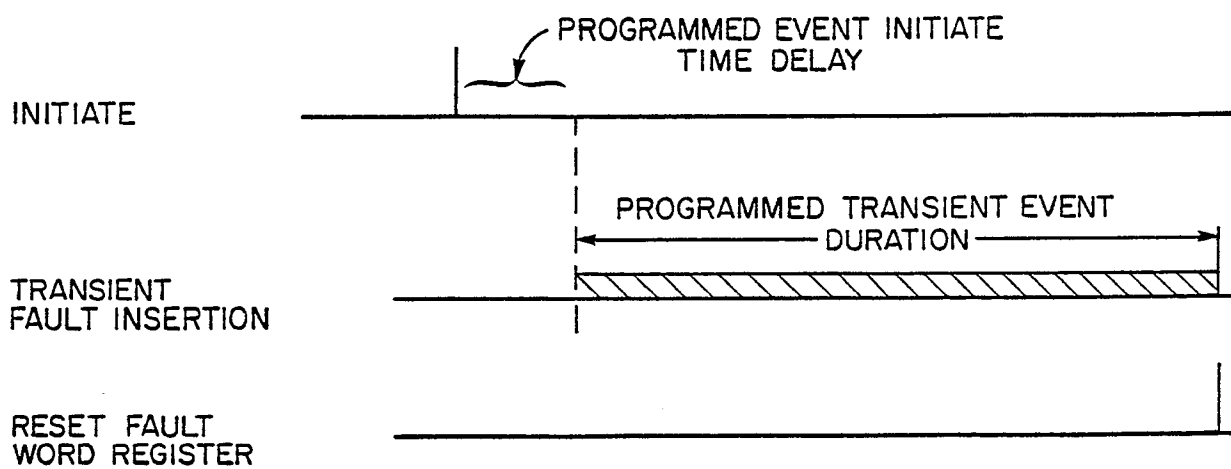 PROGRAMMED EVENT INITIATE
TIME DELAY
INITIATE
PROGRAMMED TRANSIENT EVENT
DURATION
TRANSIENT
FAULT INSERTION
RESET FAULT
WORD REGISTER